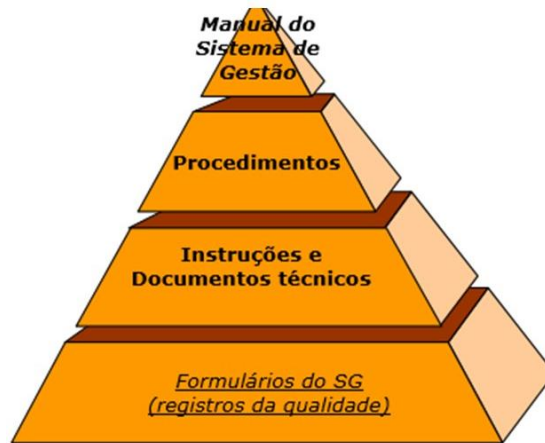 Manual do
Sistema de
Gestão
Procedimentos
Instruções e
Documentos técnicos
Formulários do SG
(registros da qualidade)